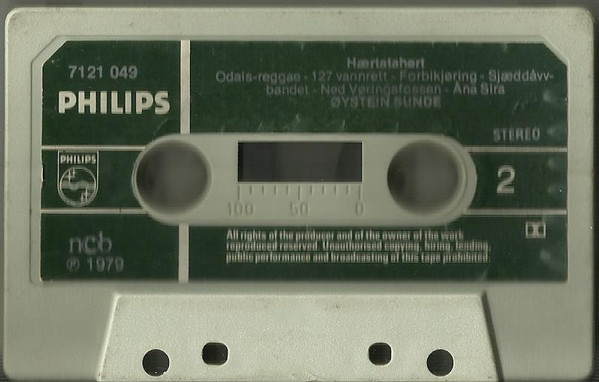 7121 049
PHILIPS
Hærtatahørt
Odals-reggae - 127 vannrett - Forbikjøring - Sjæddåvv-
bandet - Ned Vøringsfossen - Ana Sira
ØYSTEIN SUNDE
STEREO
PHILIPS
2
100 50 0
ncb
℗ 1979
All rights of the producer and of the owner of the work
reproduced reserved. Unauthorised copying, hiring, lending,
public performance and broadcasting of this tape prohibited.